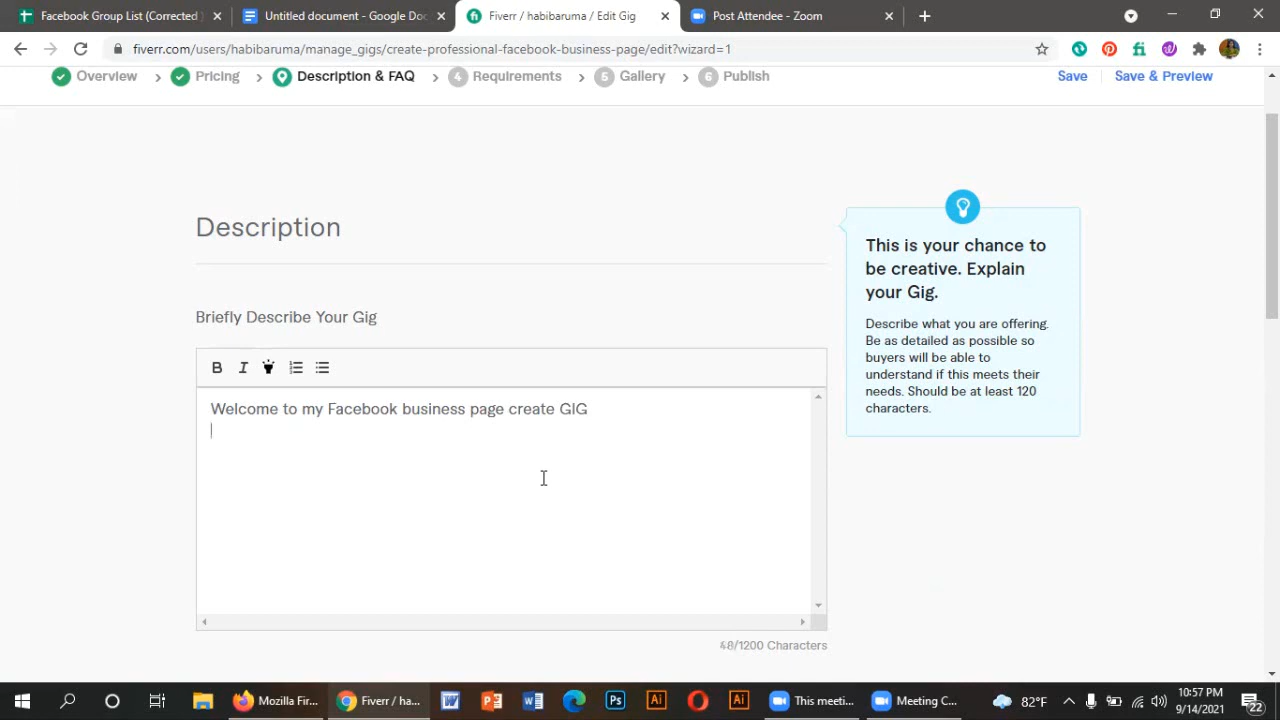 Facebook Group List (Corrected)
Untitled document - Google Doc
Fiverr / habibaruma / Edit Gig
Post Attendee - Zoom
fiverr.com/users/habibaruma/manage_gigs/create-professional-facebook-business-page/edit?wizard=1
Overview
Pricing
Description & FAQ
4 Requirements
5 Gallery
6 Publish
Save
Save & Preview
Description
This is your chance to
be creative. Explain
your Gig.
Describe what you are offering.
Be as detailed as possible so
buyers will be able to
understand if this meets their
needs. Should be at least 120
characters.
Briefly Describe Your Gig
B I
Welcome to my Facebook business page create GIG
48/1200 Characters
Mozilla Fir...
Fiverr / ha...
Ps
Ai
Ai
This meeti...
Meeting C...
82°F
10:57 PM
9/14/2021
22